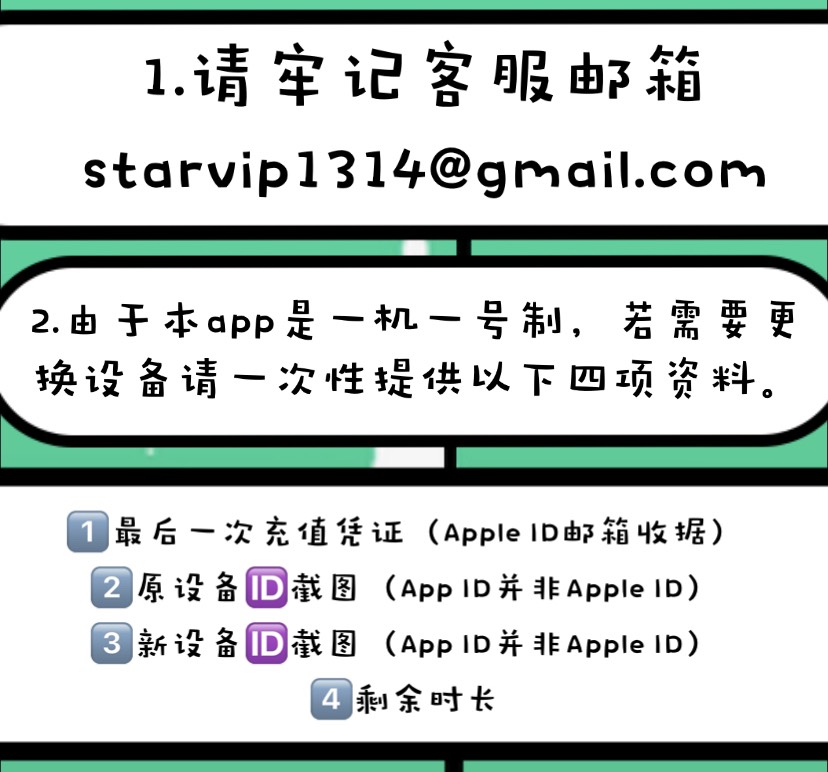 1.请牢记客服邮箱
starvip1314@gmail.com
2.由于本app是一机一号制，若需要更
换设备请一次性提供以下四项资料。
1️⃣最后一次充值凭证（Apple ID邮箱收据）
2️⃣原设备🆔截图（App ID并非Apple ID）
3️⃣新设备🆔截图（App ID并非Apple ID）
4️⃣剩余时长